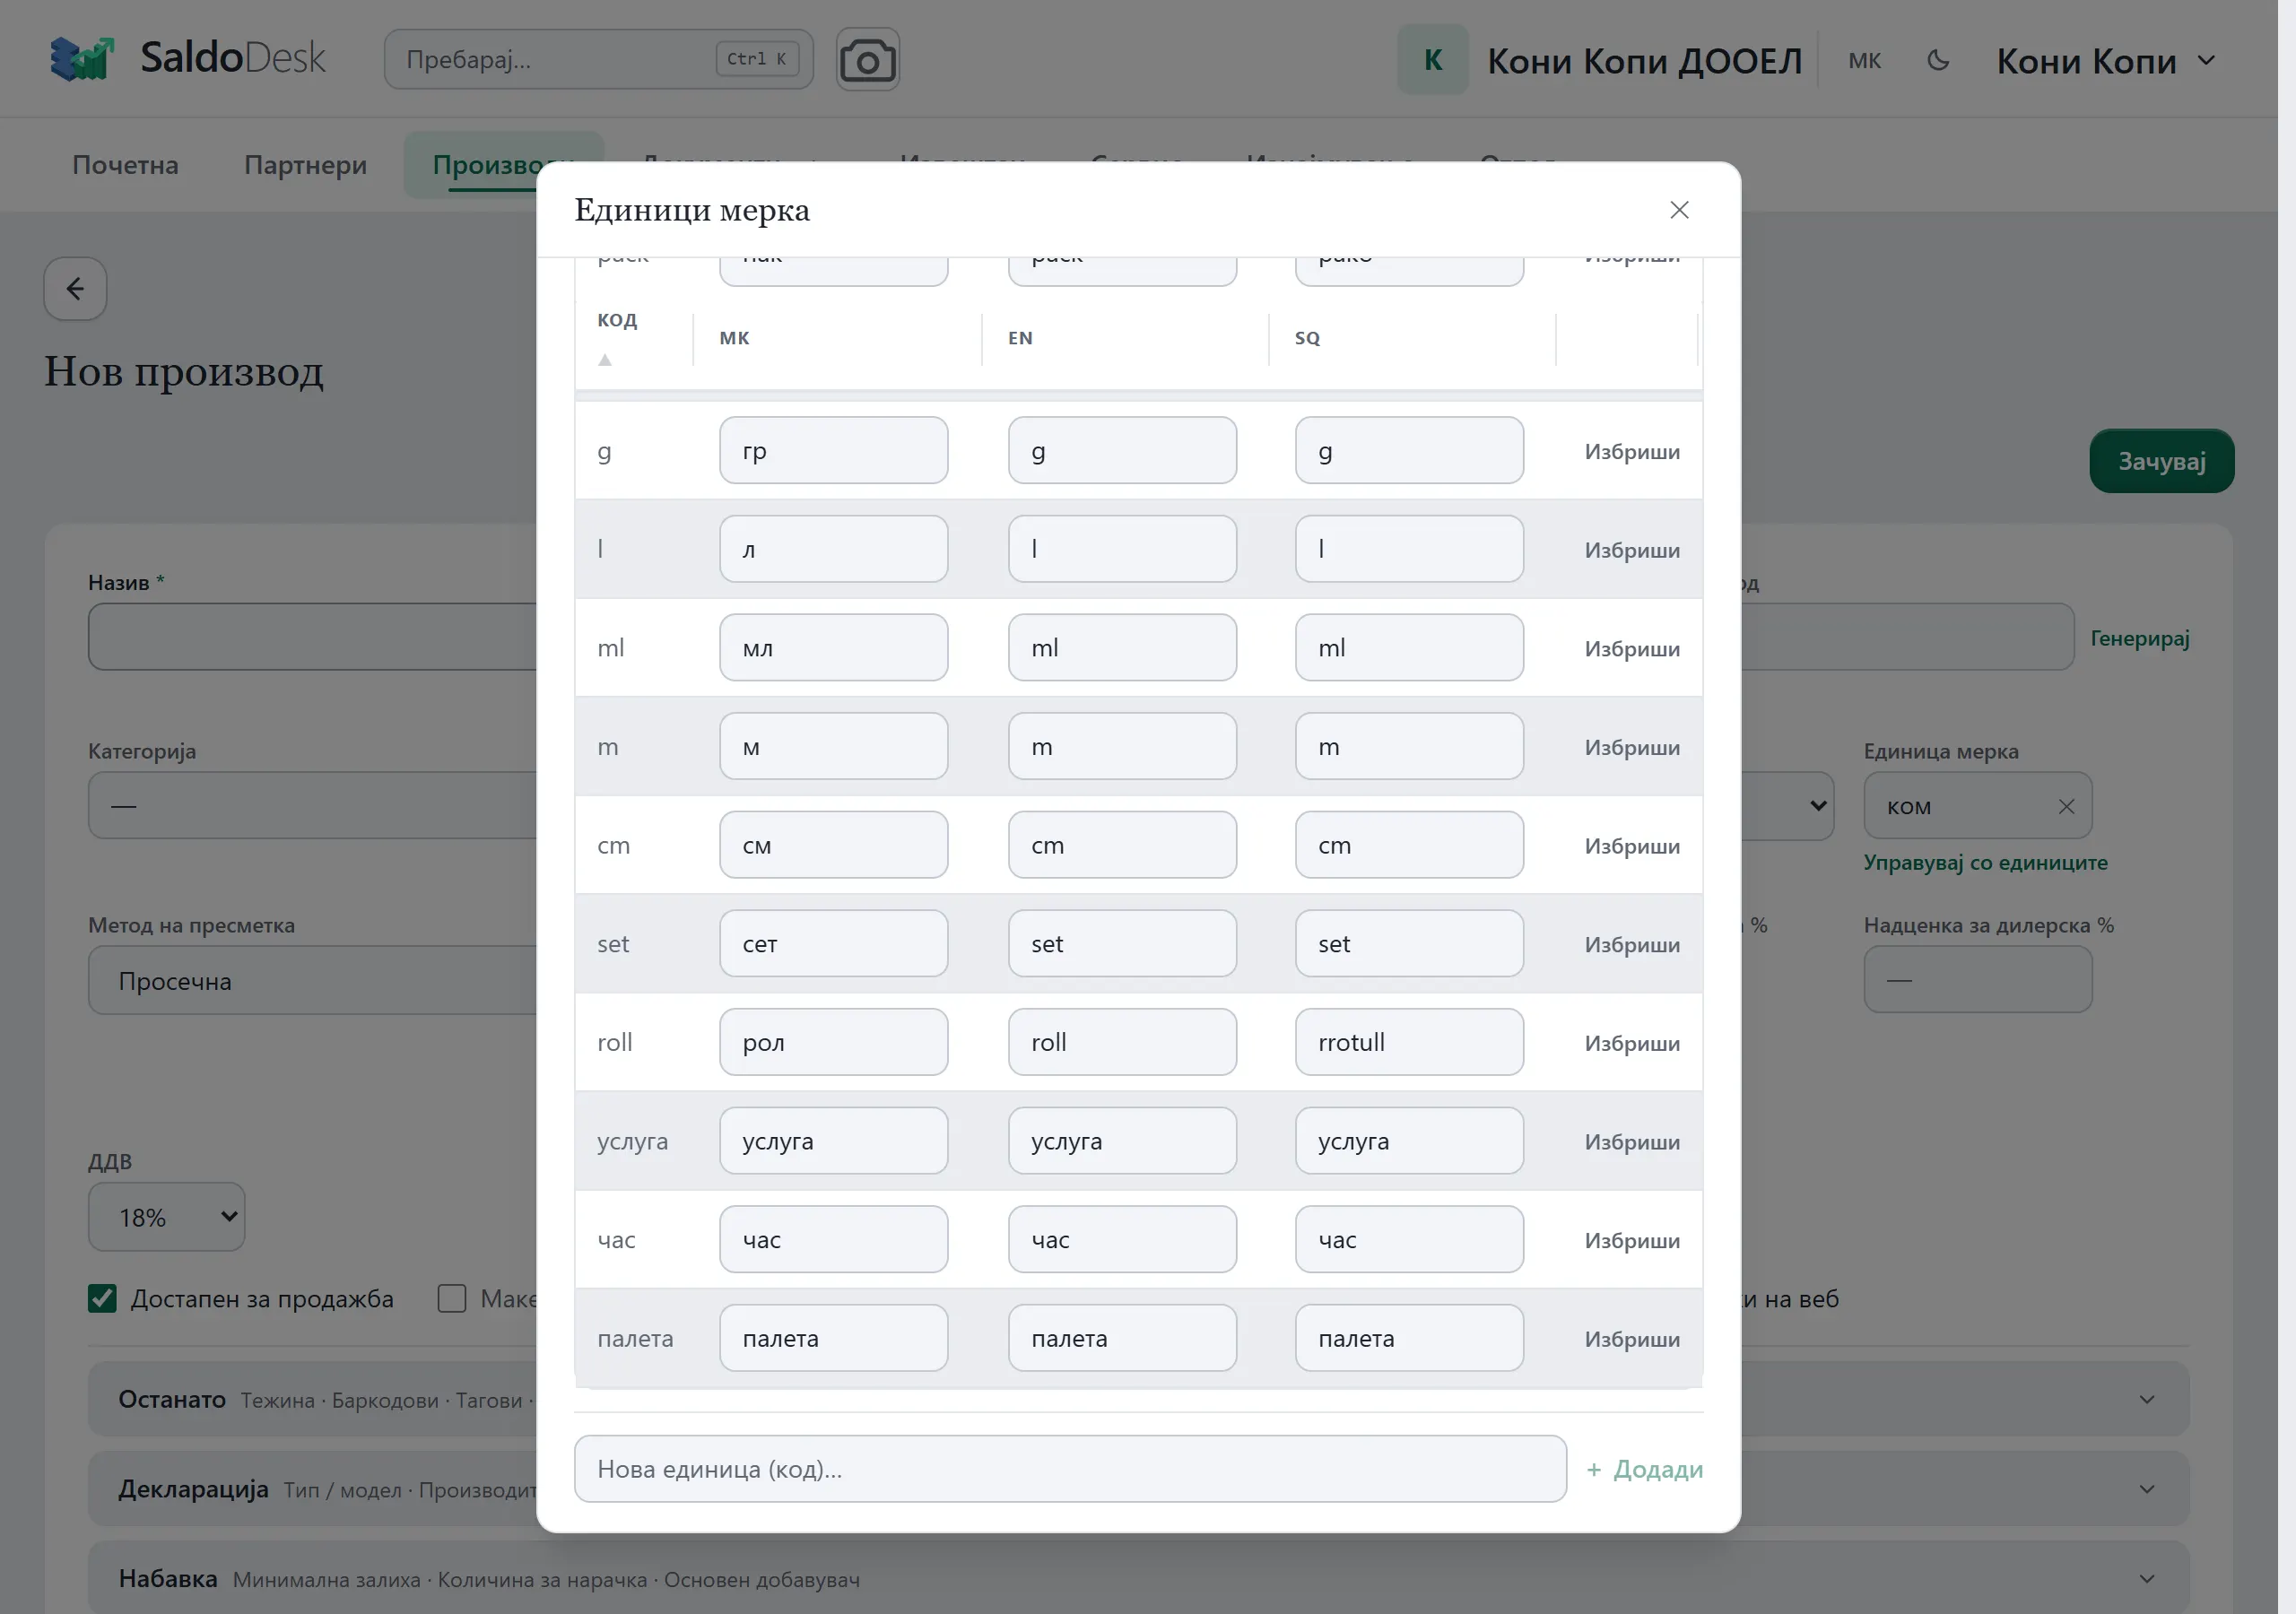 SaldoDesk
Пребарај...
Ctrl K
К
Кони Копи ДООЕЛ
МК
Кони Копи
Почетна
Партнери
Единици мерка
КОД
МК
EN
SQ
g гр g g Избриши
l л l l Избриши
ml мл ml ml Избриши
m м m m Избриши
cm см cm cm Избриши
set сет set set Избриши
roll рол roll rrotull Избриши
услуга услуга услуга услуга Избриши
час час час час Избриши
палета палета палета палета Избриши
Нова единица (код)...
+ Додади
Нов производ
Зачувај
Назив *
Генерирај
Категорија
—
Единица мерка
ком
Управувај со единиците
Метод на пресметка
Просечна
%
Надценка за дилерска %
—
ДДВ
18%
Достапен за продажба
на веб
Останато Тежина · Баркодови · Тагови ·
Декларација Тип / модел ·
Набавка Минимална залиха · Количина за нарачка · Основен добавувач